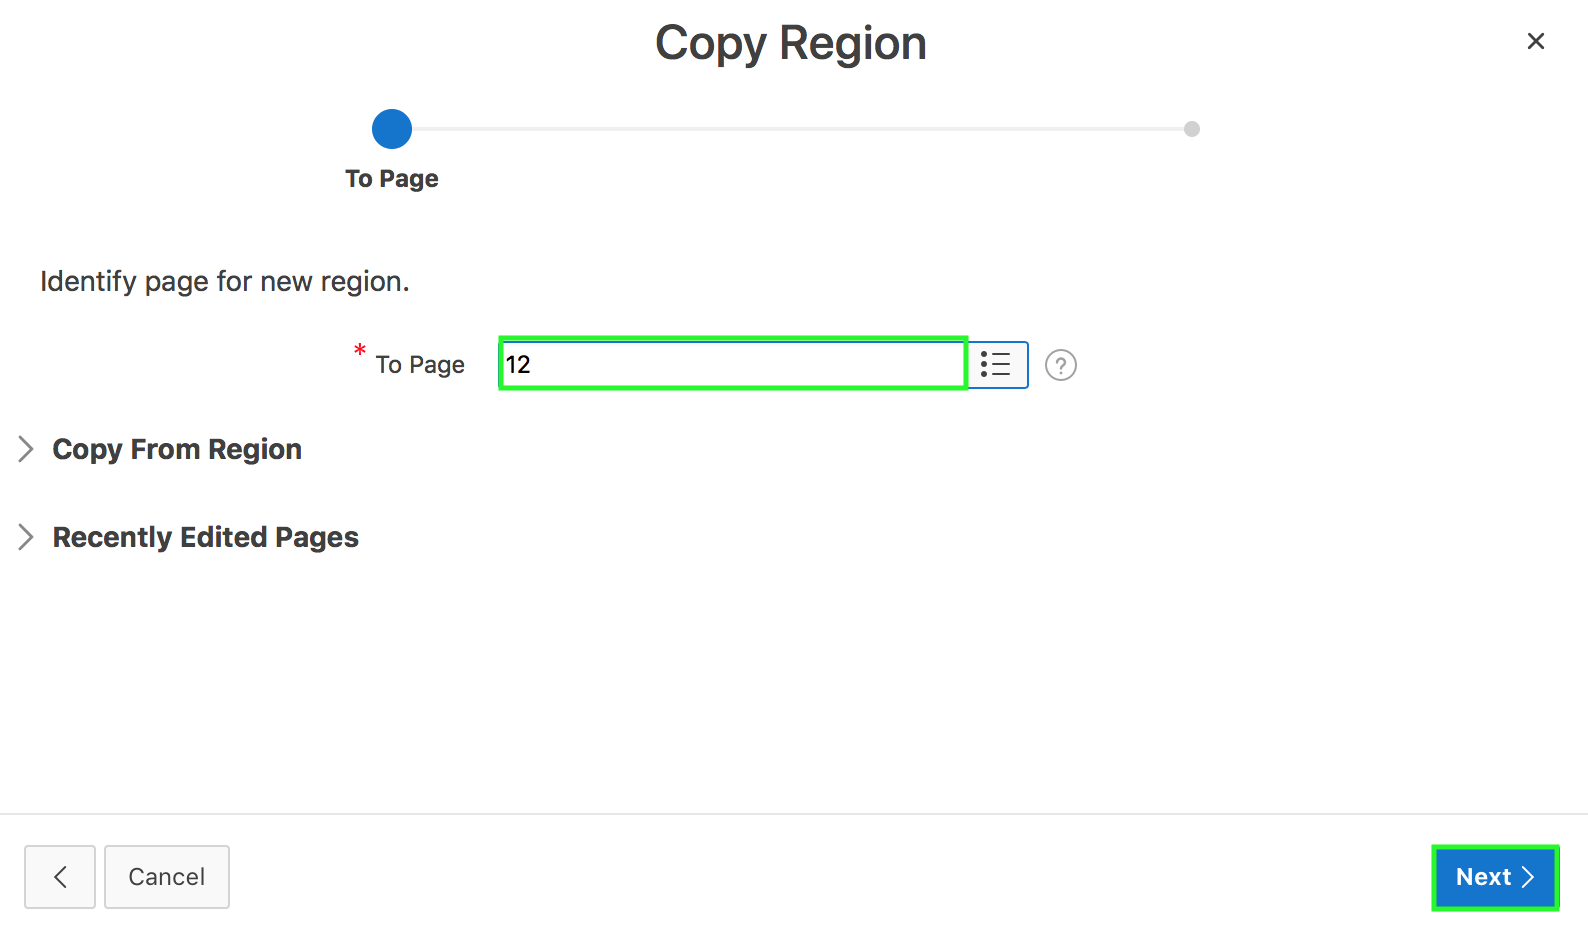 Copy Region
To Page
Identify page for new region.
* To Page 12 ?
Copy From Region
Recently Edited Pages
Cancel Next